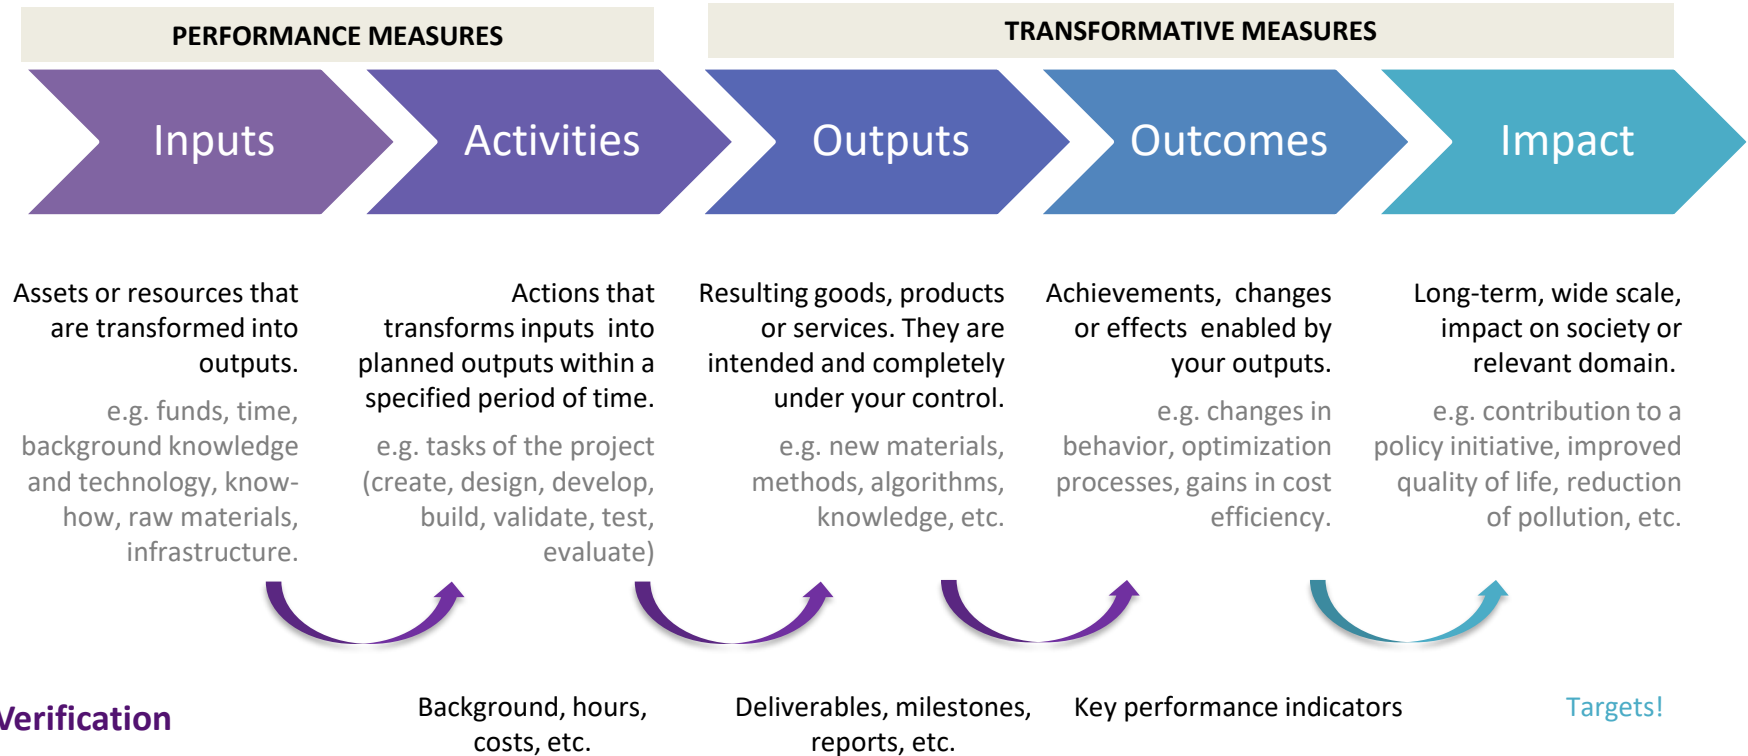 PERFORMANCE MEASURES
TRANSFORMATIVE MEASURES
Inputs
Activities
Outputs
Outcomes
Impact
Assets or resources that
are transformed into
outputs.
e.g. funds, time,
background knowledge
and technology, know-
how, raw materials,
infrastructure.
Actions that
transforms inputs into
planned outputs within a
specified period of time.
e.g. tasks of the project
(create, design, develop,
build, validate, test,
evaluate)
Resulting goods, products
or services. They are
intended and completely
under your control.
e.g. new materials,
methods, algorithms,
knowledge, etc.
Achievements, changes
or effects enabled by
your outputs.
e.g. changes in
behavior, optimization
processes, gains in cost
efficiency.
Long-term, wide scale,
impact on society or
relevant domain.
e.g. contribution to a
policy initiative, improved
quality of life, reduction
of pollution, etc.
Verification
Background, hours,
costs, etc.
Deliverables, milestones,
reports, etc.
Key performance indicators
Targets!